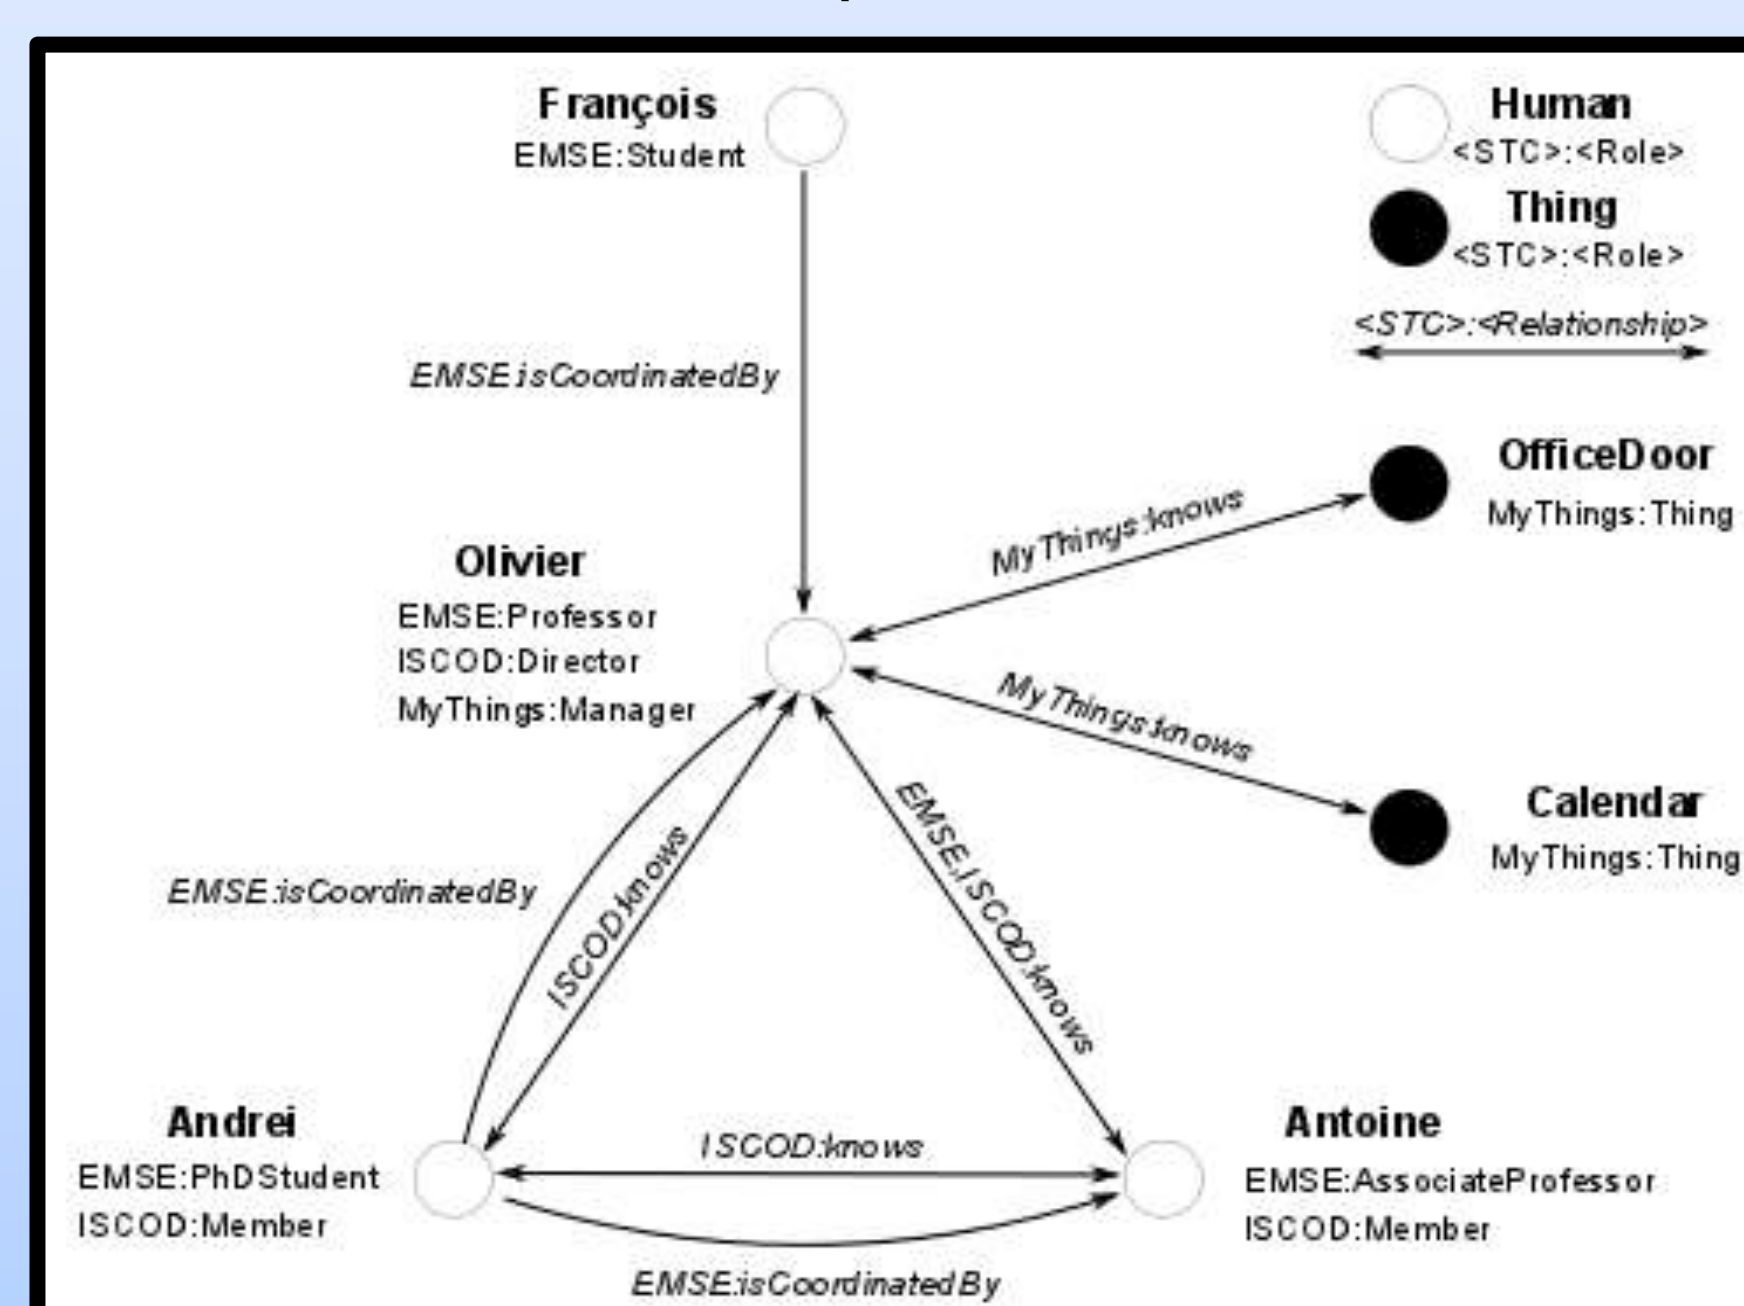 François
EMSE:Student
Human
<STC>:<Role>
Thing
<STC>:<Role>
<STC>:<Relationship>
EMSE:isCoordinatedBy
OfficeDoor
MyThings:Thing
MyThings:knows
Olivier
EMSE:Professor
ISCOD:Director
MyThings:Manager
MyThings:knows
Calendar
MyThings:Thing
EMSE:isCoordinatedBy
ISCOD:knows
EMSE,ISCOD:knows
Andrei
EMSE:PhDStudent
ISCOD:Member
ISCOD:knows
Antoine
EMSE:AssociateProfessor
ISCOD:Member
EMSE:isCoordinatedBy